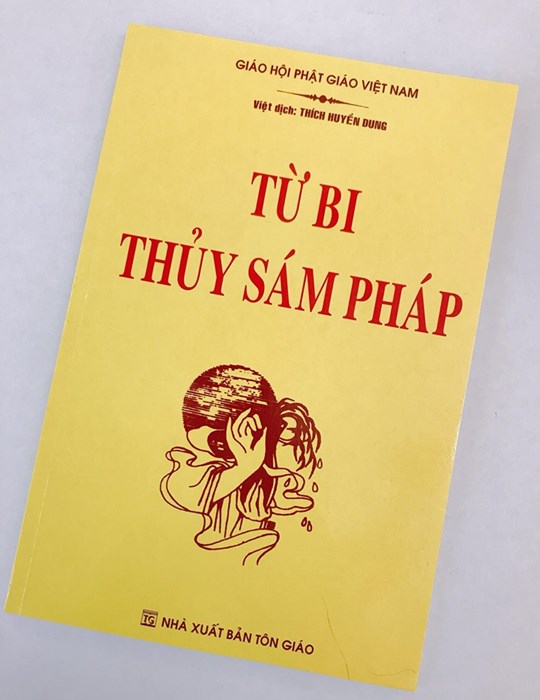 GIÁO HỘI PHẬT GIÁO VIỆT NAM
Việt dịch: THÍCH HUYỀN DUNG
TỪ BI
THỦY SÁM PHÁP
TG NHÀ XUẤT BẢN TÔN GIÁO